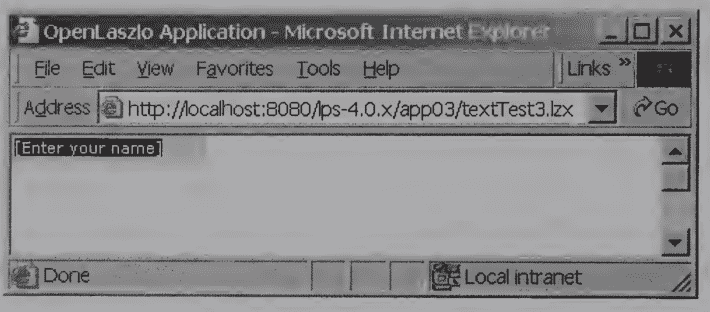 OpenLaszlo Application - Microsoft Internet Explorer
File Edit View Favorites Tools Help Links »
Address http://localhost:8080/lps-4.0.x/app03/textTest3.lzx Go
[Enter your name]
Done Local intranet